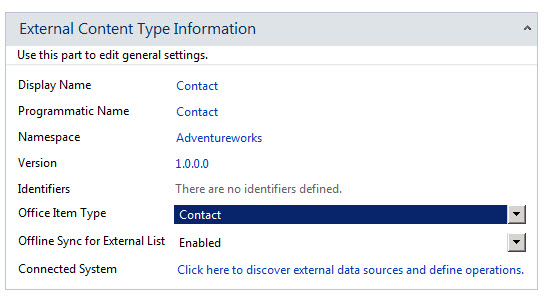 External Content Type Information
Use this part to edit general settings.
Display Name Contact
Programmatic Name Contact
Namespace Adventureworks
Version 1.0.0.0
Identifiers There are no identifiers defined.
Office Item Type Contact
Offline Sync for External List Enabled
Connected System Click here to discover external data sources and define operations.